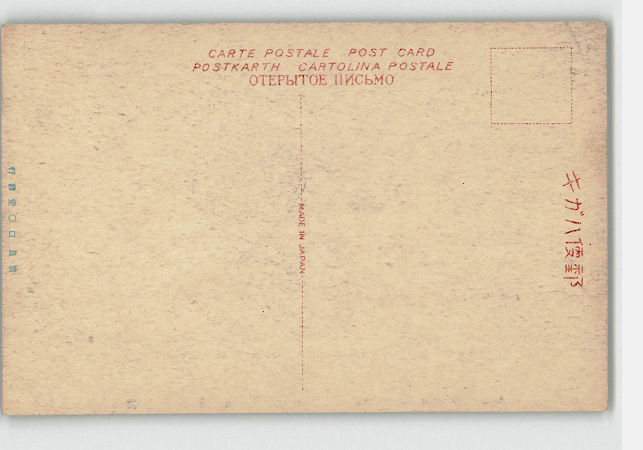 CARTE POSTALE POST CARD
POSTKARTH CARTOLINA POSTALE
ОТЕРЫТОЕ ПИСЬМО
MADE IN JAPAN
キガハ便郵